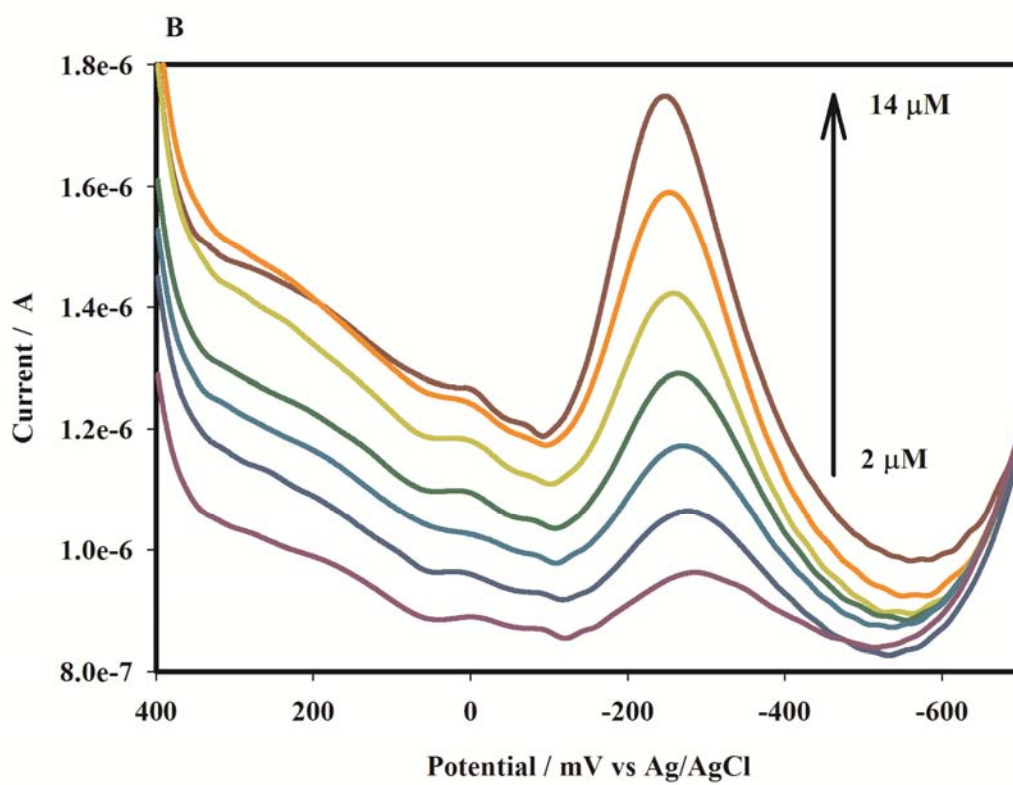 B
1.8e-6
14 μM
1.6e-6
1.4e-6
Current / A
1.2e-6
2 μM
1.0e-6
8.0e-7
400 200 0 -200 -400 -600
Potential / mV vs Ag/AgCl